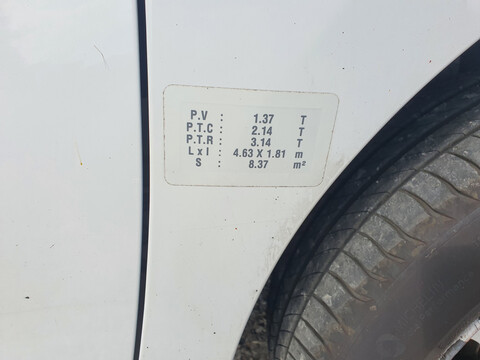 P.V : 1.37 T
P.T.C : 2.14 T
P.T.R : 3.14 T
L x l : 4.63 X 1.81 m
S : 8.37 m²